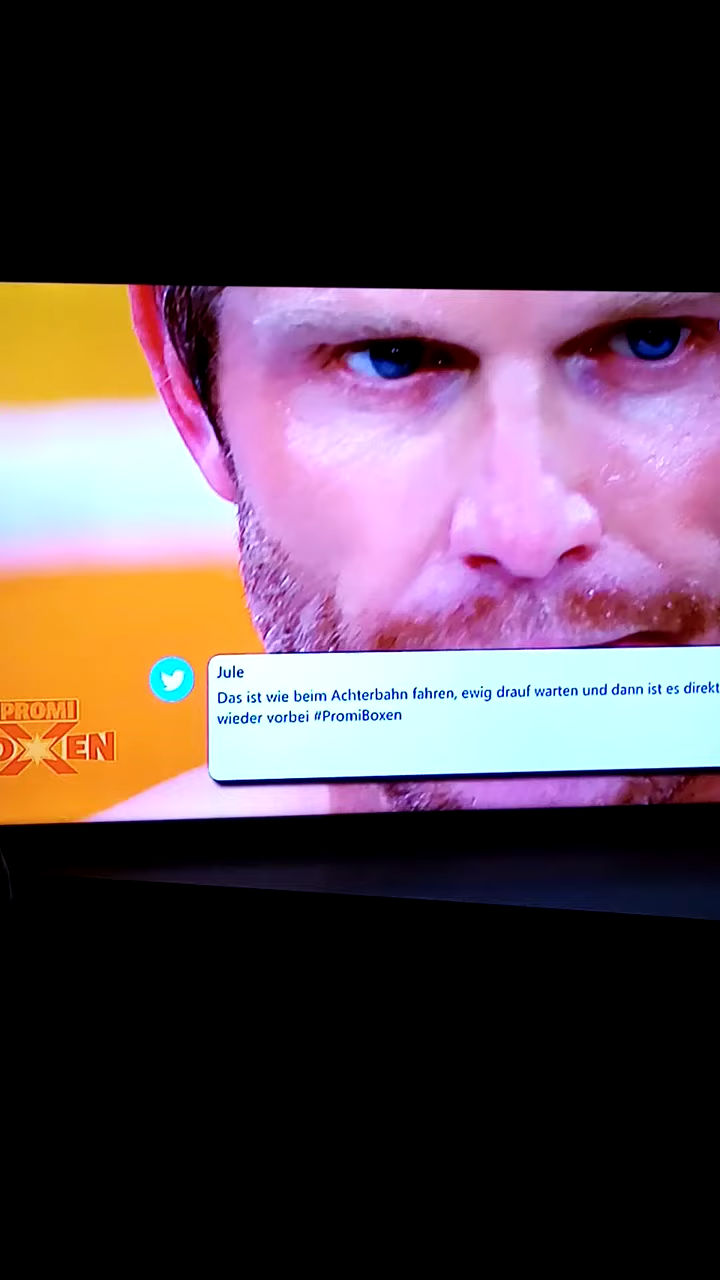 Jule
Das ist wie beim Achterbahn fahren, ewig drauf warten und dann ist es direkt
wieder vorbei #PromiBoxen
PROMI
OXEN